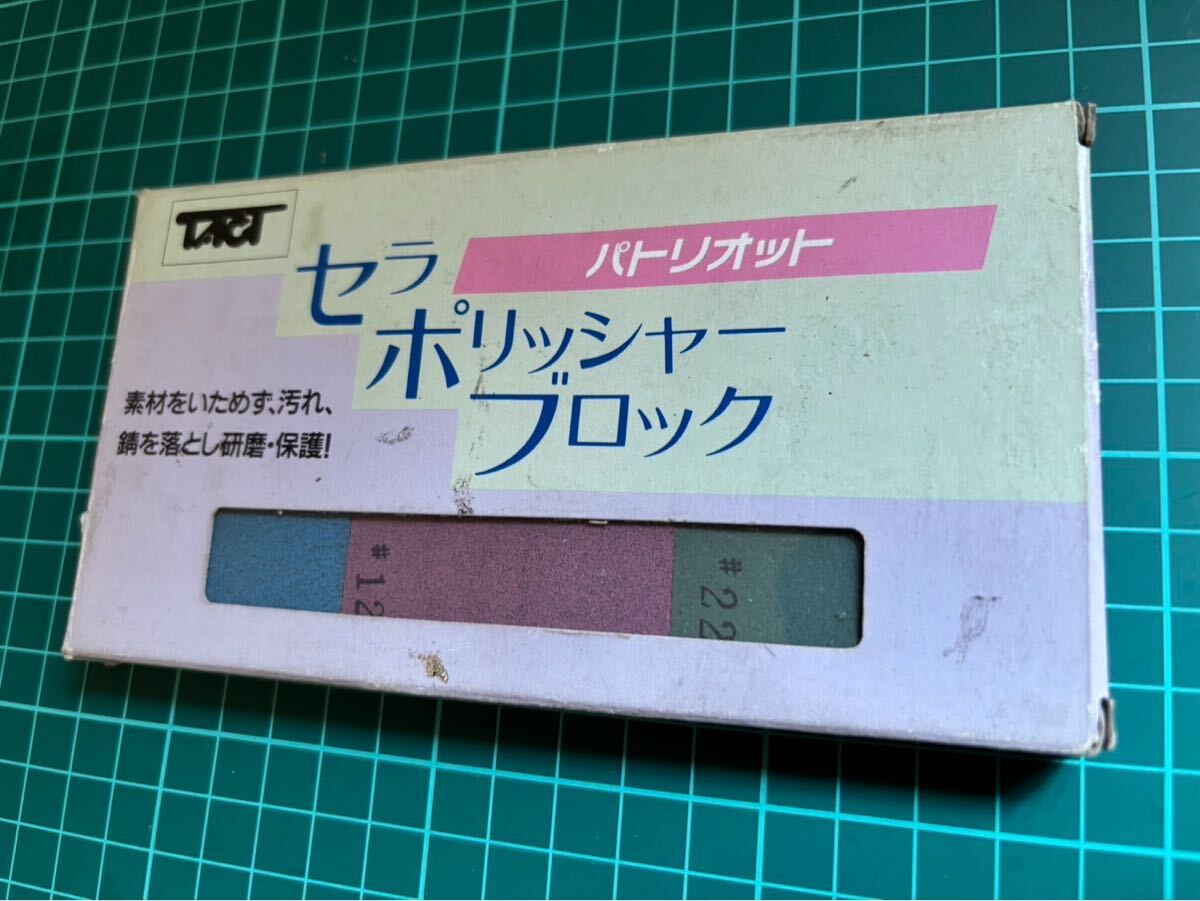 TACT
パトリオット
セラ
ポリッシャー
ブロック
素材をいためず、汚れ、
錆を落とし研磨・保護!
#12
#22